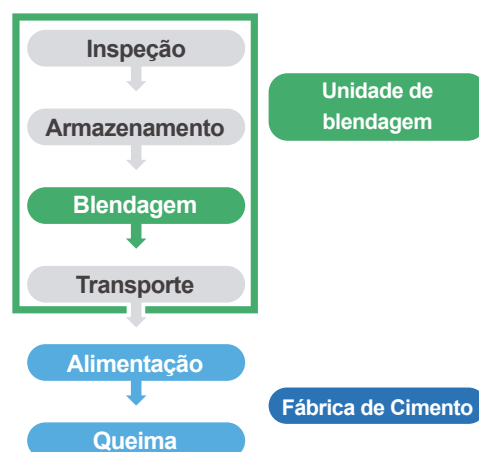 Inspeção
Armazenamento
Unidade de
blendagem
Blendagem
Transporte
Alimentação
Fábrica de Cimento
Queima